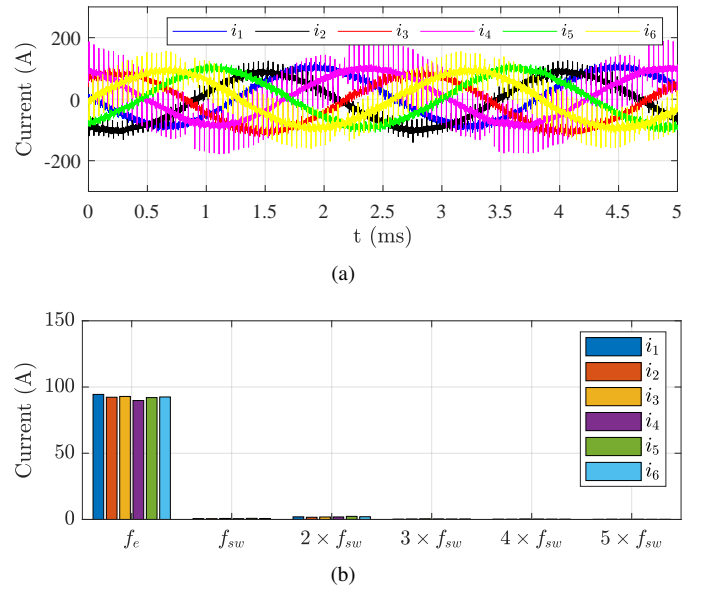 200
0
-200
Current (A)
i1 i2 i3 i4 i5 i6
0 0.5 1 1.5 2 2.5 3 3.5 4 4.5 5
t (ms)
(a)
150
100
50
0
Current (A)
i1
i2
i3
i4
i5
i6
fe fsw 2 × fsw 3 × fsw 4 × fsw 5 × fsw
(b)